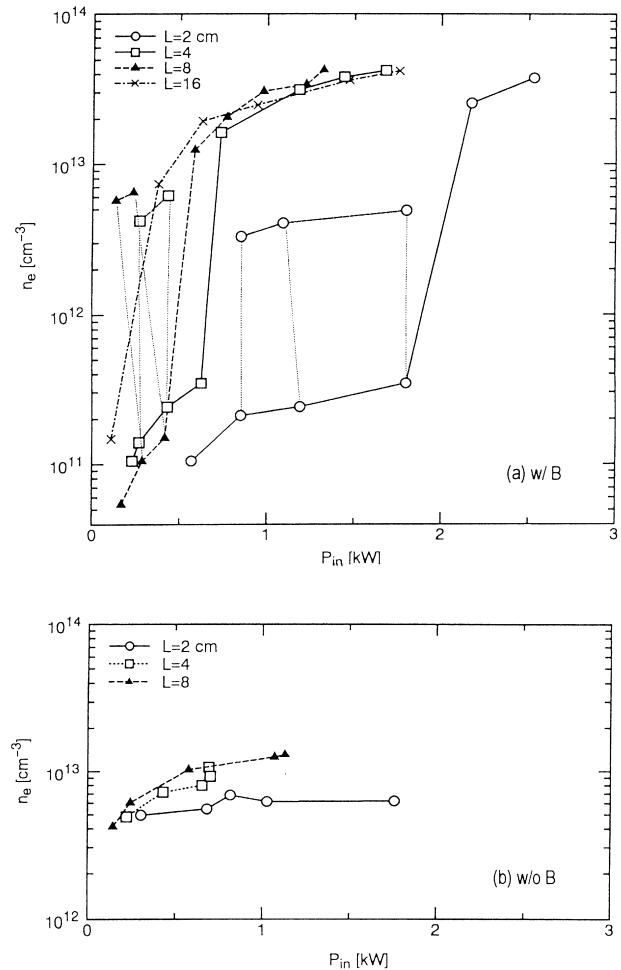 10^14
L=2 cm
L=4
L=8
L=16
10^13
n_e [cm^-3]
10^12
10^11
(a) w/ B
0 1 2 3
P_in [kW]
10^14
L=2 cm
L=4
L=8
n_e [cm^-3]
10^13
(b) w/o B
10^12
0 1 2 3
P_in [kW]